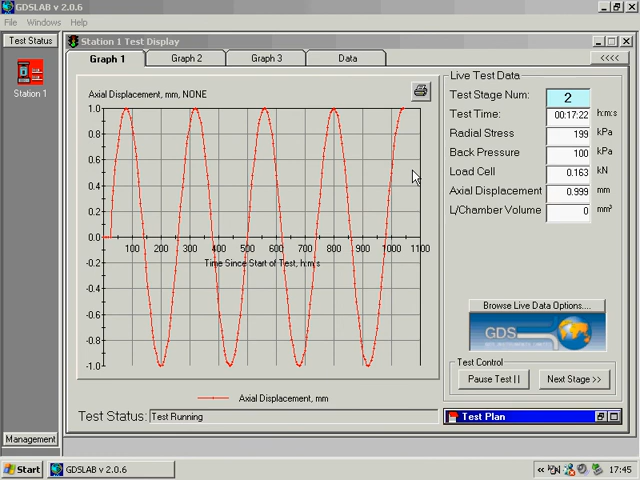 GDSLAB v 2.0.6
File Windows Help
Test Status
Station 1
Management
Station 1 Test Display
Graph 1
Graph 2
Graph 3
Data
<<<<
Axial Displacement, mm, NONE
1.0
0.8
0.6
0.4
0.2
0.0
-0.2
-0.4
-0.6
-0.8
-1.0
100 200 300 400 500 600 700 800 900 1000 1100
Time Since Start of Test, h:m:s
Axial Displacement, mm
Test Status: Test Running
Live Test Data
Test Stage Num: 2
Test Time: 00:17:22 h:m:s
Radial Stress 199 kPa
Back Pressure 100 kPa
Load Cell 0.163 kN
Axial Displacement 0.999 mm
L/Chamber Volume 0 mm³
Browse Live Data Options....
GDS
Test Control
Pause Test ||
Next Stage >>
Test Plan
Start
GDSLAB v 2.0.6
«
17:45